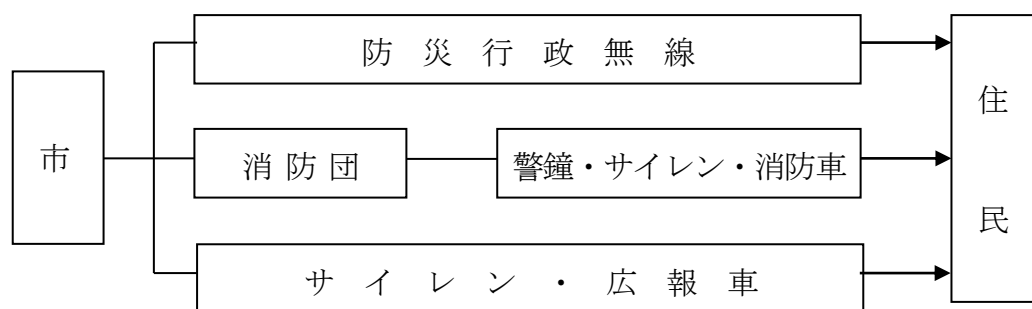 防災行政無線
市
消防団
警鐘・サイレン・消防車
サイレン・広報車
住民